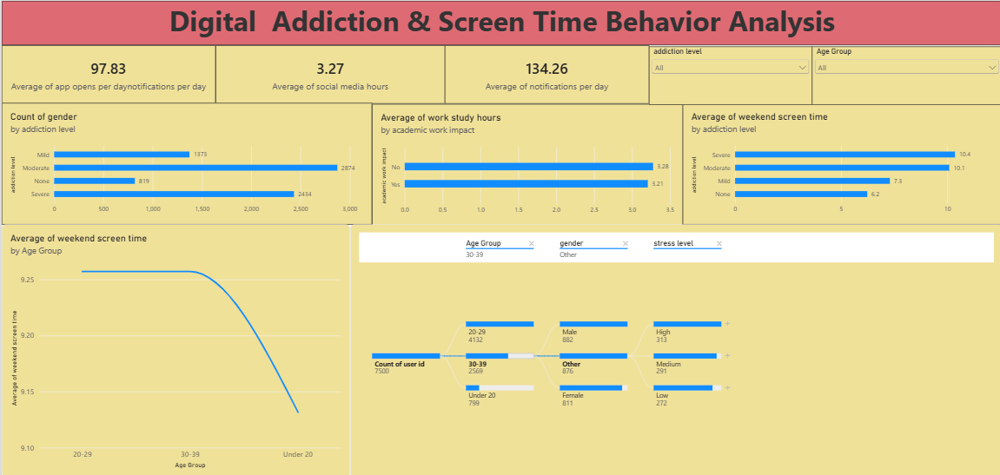 Digital  Addiction & Screen Time Behavior Analysis
97.83
Average of app opens per daynotifications per day
3.27
Average of social media hours
134.26
Average of notifications per day
addiction level
All
Age Group
All
Count of gender
by addiction level
addiction level
Mild 1373
Moderate 2874
None 819
Severe 2434
0 500 1,000 1,500 2,000 2,500 3,000
Average of work study hours
by academic work impact
academic work impact
No 3.28
Yes 3.21
0.0 0.5 1.0 1.5 2.0 2.5 3.0 3.5
Average of weekend screen time
by addiction level
addiction level
Severe 10.4
Moderate 10.1
Mild 7.3
None 6.2
0 5 10
Average of weekend screen time
by Age Group
Average of weekend screen time
9.25
9.20
9.15
9.10
20-29 30-39 Under 20
Age Group
Age Group
30-39
gender
Other
stress level
Count of user id
7500
20-29
4132
30-39
2569
Under 20
799
Male
882
Other
876
Female
811
High
313
Medium
291
Low
272